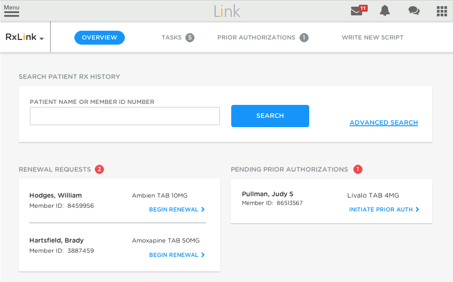 Menu
Link
11
RxLink
OVERVIEW
TASKS 5
PRIOR AUTHORIZATIONS 1
WRITE NEW SCRIPT
SEARCH PATIENT RX HISTORY
PATIENT NAME OR MEMBER ID NUMBER
SEARCH
ADVANCED SEARCH
RENEWAL REQUESTS 2
Hodges, William
Ambien TAB 10MG
Member ID: 8459956
BEGIN RENEWAL
Hartsfield, Brady
Amoxapine TAB 50MG
Member ID: 3887459
BEGIN RENEWAL
PENDING PRIOR AUTHORIZATIONS 1
Pullman, Judy S
Livalo TAB 4MG
Member ID: 86513567
INITIATE PRIOR AUTH